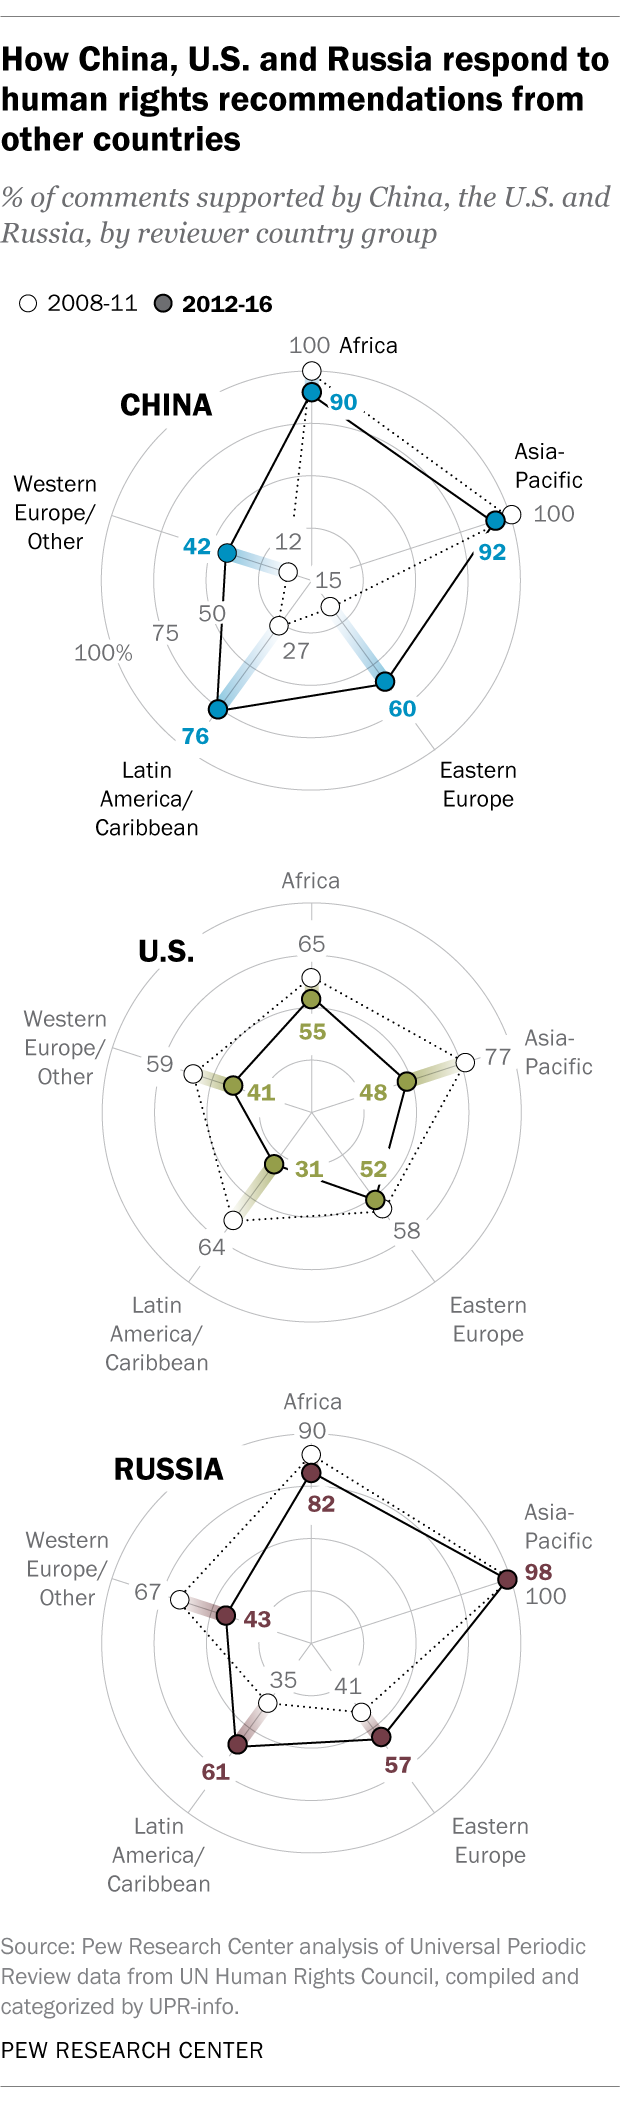 How China, U.S. and Russia respond to
human rights recommendations from
other countries
% of comments supported by China, the U.S. and
Russia, by reviewer country group
2008-11 2012-16
100 Africa
CHINA
90
Asia-
Pacific
Western
Europe/
Other
100
42
12
92
15
50
75
27
100%
60
76
Latin
America/
Caribbean
Eastern
Europe
Africa
U.S.
65
Western
Europe/
Other
55
Asia-
Pacific
59
77
41
48
31
52
64
58
Latin
America/
Caribbean
Eastern
Europe
Africa
90
RUSSIA
82
Asia-
Pacific
Western
Europe/
Other
98
100
67
43
35
41
61
57
Latin
America/
Caribbean
Eastern
Europe
Source: Pew Research Center analysis of Universal Periodic
Review data from UN Human Rights Council, compiled and
categorized by UPR-info.
PEW RESEARCH CENTER